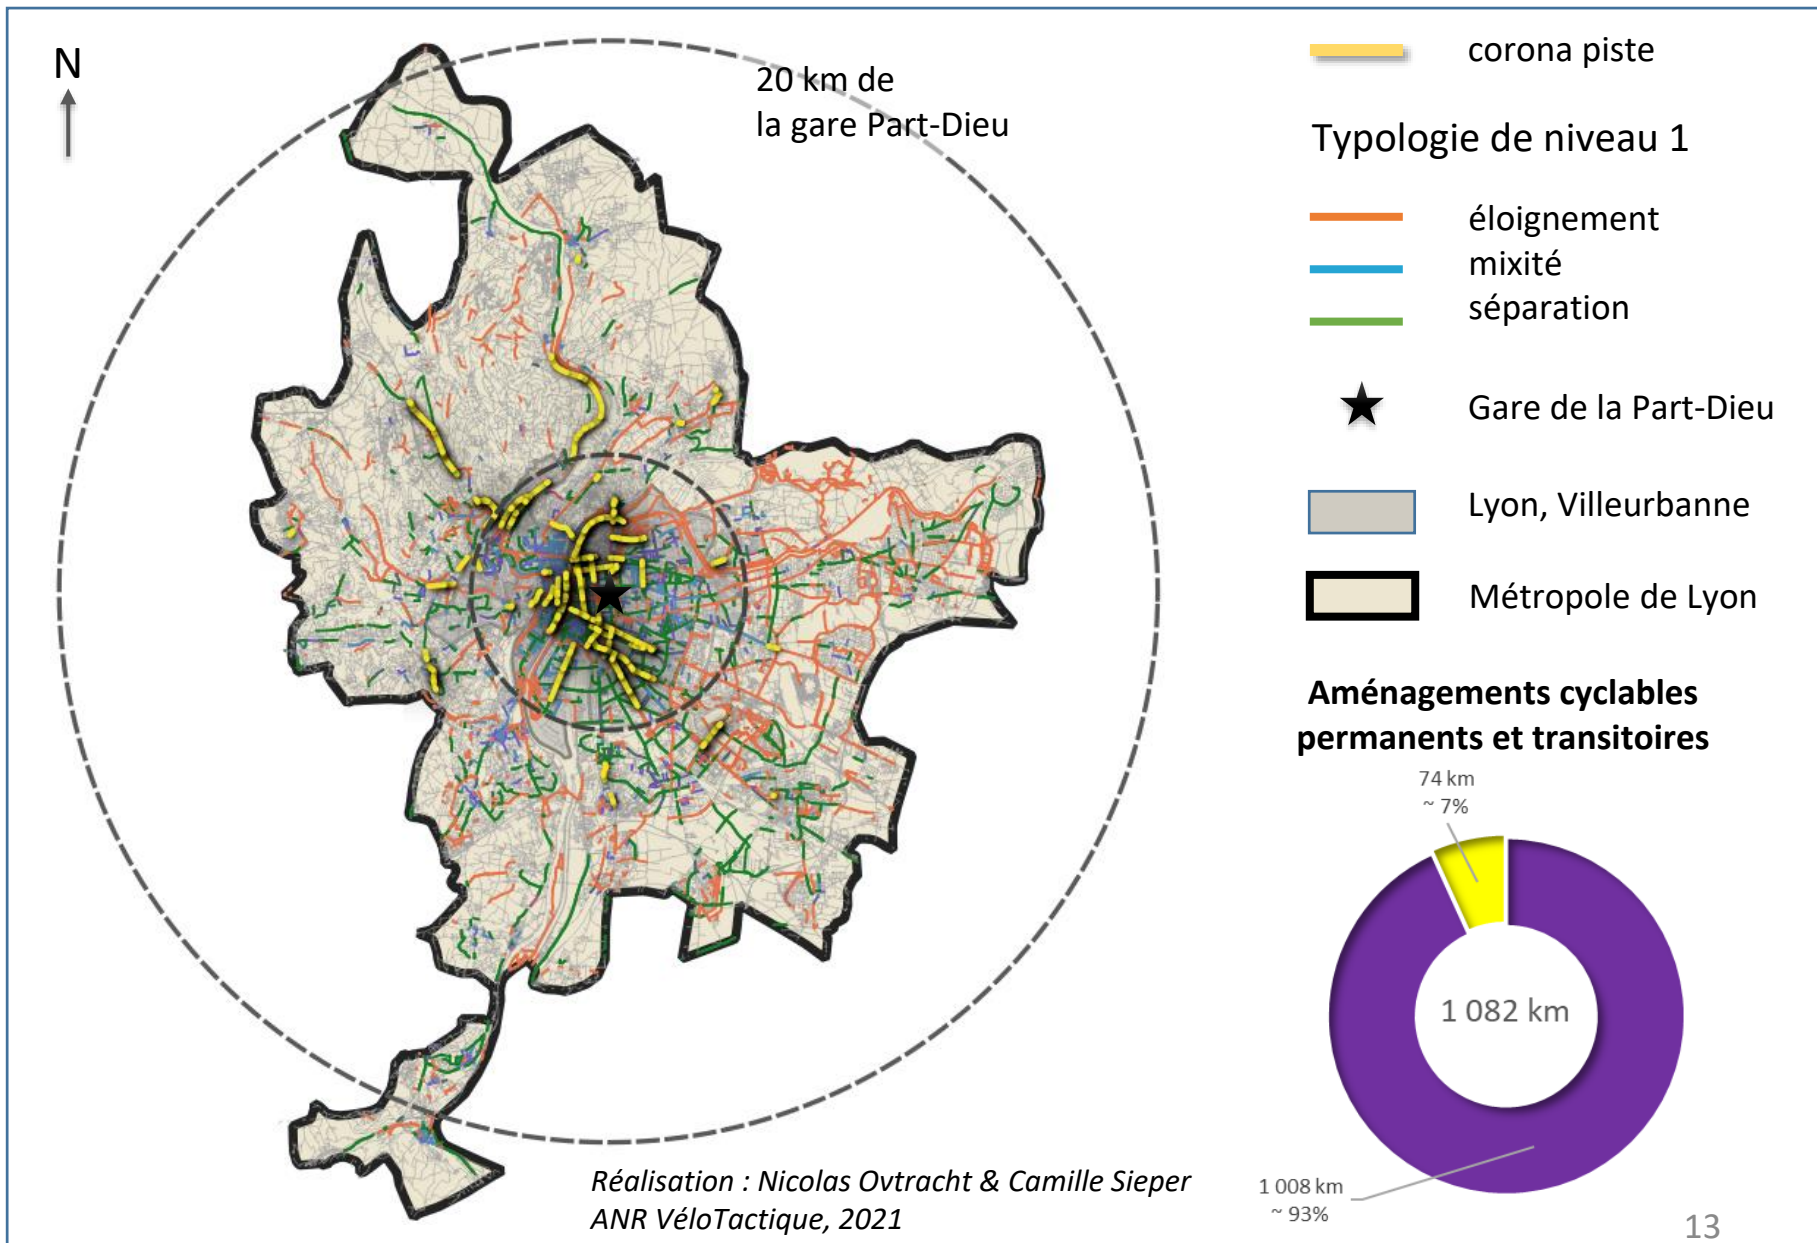 N
20 km de
la gare Part-Dieu
corona piste
Typologie de niveau 1
éloignement
mixité
séparation
Gare de la Part-Dieu
Lyon, Villeurbanne
Métropole de Lyon
Aménagements cyclables
permanents et transitoires
74 km
~ 7%
1 082 km
1 008 km
~ 93%
Réalisation : Nicolas Ovtracht & Camille Sieper
ANR VéloTactique, 2021
13